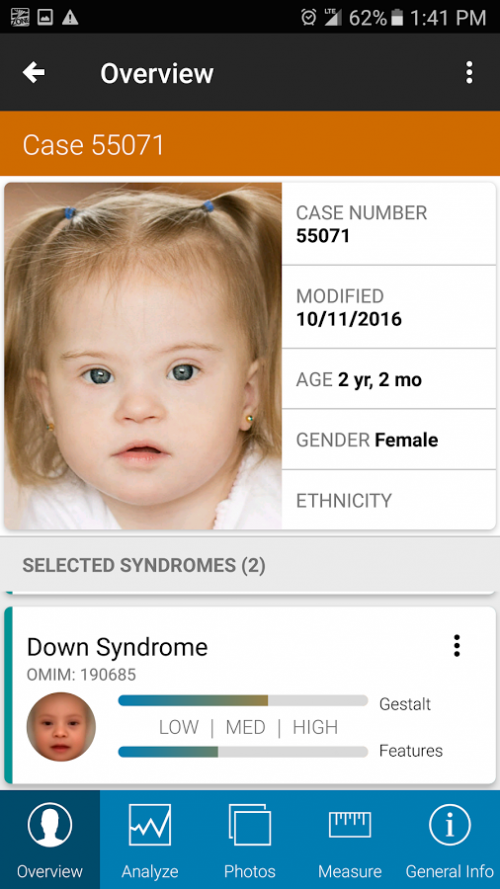 LTE 62% 1:41 PM
Overview
Case 55071
CASE NUMBER
55071
MODIFIED
10/11/2016
AGE 2 yr, 2 mo
GENDER Female
ETHNICITY
SELECTED SYNDROMES (2)
Down Syndrome
OMIM: 190685
Gestalt
LOW | MED | HIGH
Features
Overview Analyze Photos Measure General Info